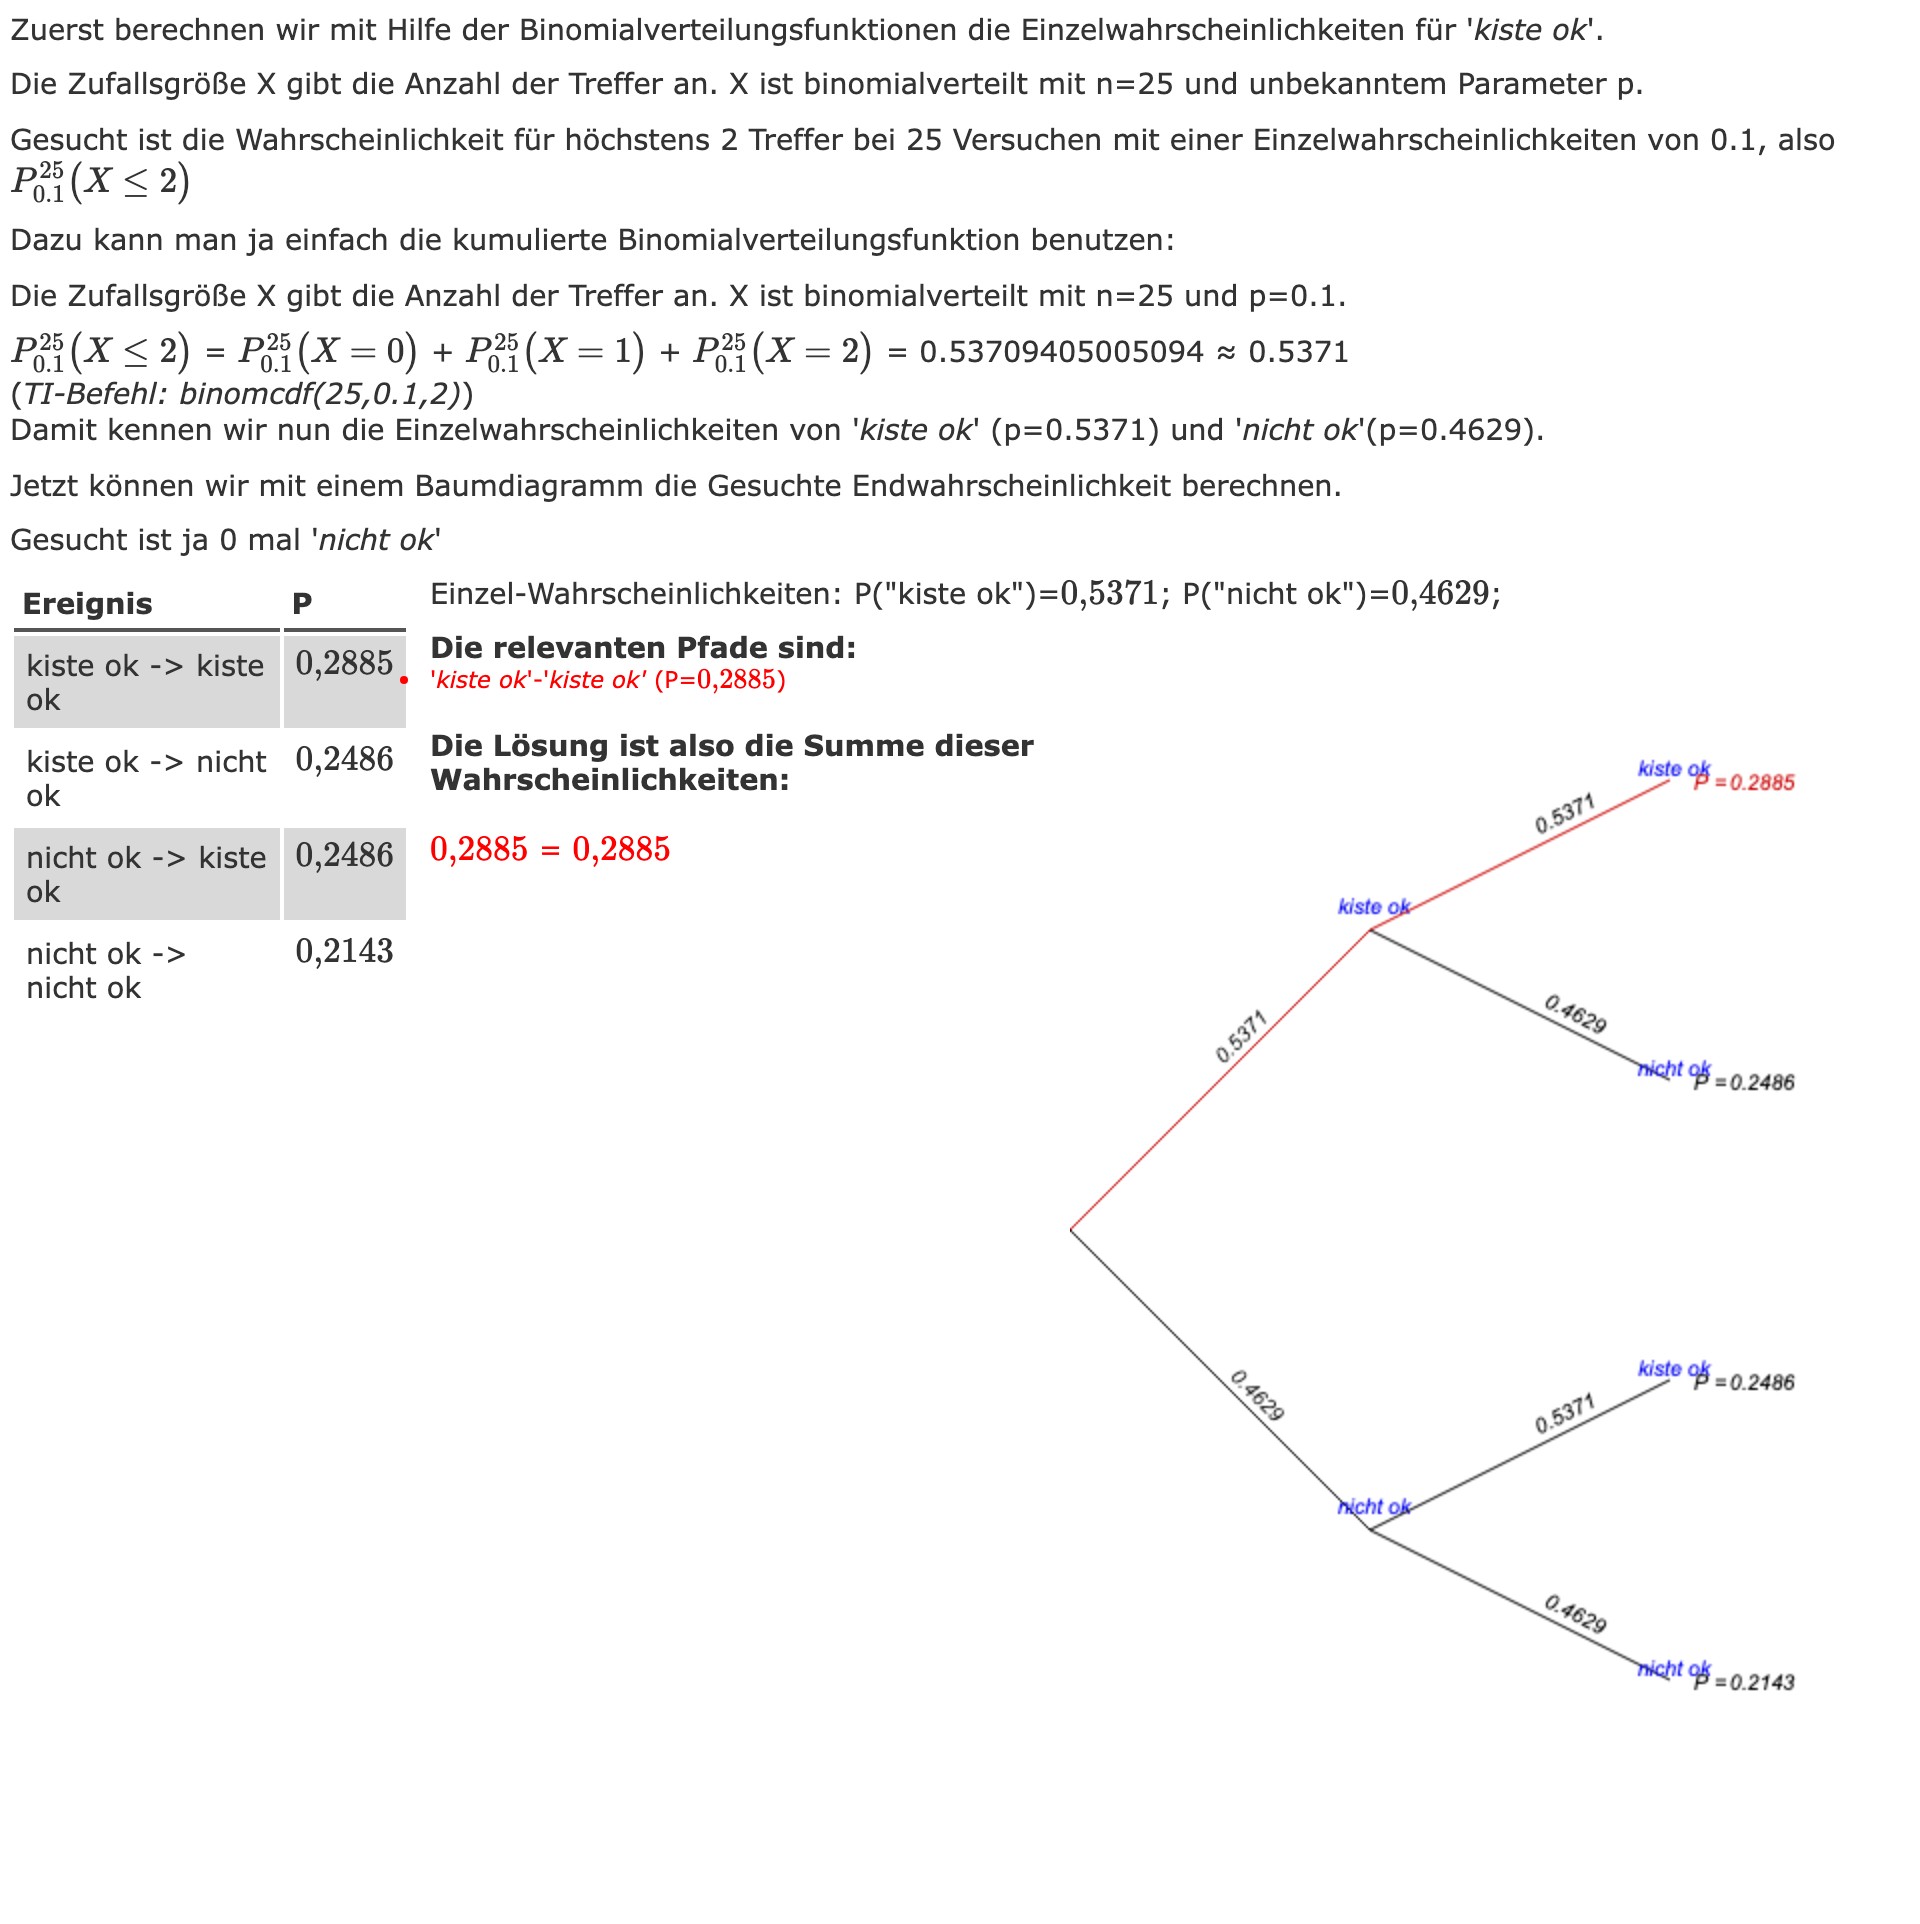 Zuerst berechnen wir mit Hilfe der Binomialverteilungsfunktionen die Einzelwahrscheinlichkeiten für 'kiste ok'.
Die Zufallsgröße X gibt die Anzahl der Treffer an. X ist binomialverteilt mit n=25 und unbekanntem Parameter p.
Gesucht ist die Wahrscheinlichkeit für höchstens 2 Treffer bei 25 Versuchen mit einer Einzelwahrscheinlichkeiten von 0.1, also
$P_{0.1}^{25}(X \leq 2)$
Dazu kann man ja einfach die kumulierte Binomialverteilungsfunktion benutzen:
Die Zufallsgröße X gibt die Anzahl der Treffer an. X ist binomialverteilt mit n=25 und p=0.1.
$P_{0.1}^{25}(X \leq 2)$ = $P_{0.1}^{25}(X = 0)$ + $P_{0.1}^{25}(X = 1)$ + $P_{0.1}^{25}(X = 2)$ = 0.53709405005094 ≈ 0.5371
(TI-Befehl: binomcdf(25,0.1,2))
Damit kennen wir nun die Einzelwahrscheinlichkeiten von 'kiste ok' (p=0.5371) und 'nicht ok'(p=0.4629).
Jetzt können wir mit einem Baumdiagramm die Gesuchte Endwahrscheinlichkeit berechnen.
Gesucht ist ja 0 mal 'nicht ok'
Ereignis P
kiste ok -> kiste 0,2885
ok
kiste ok -> nicht 0,2486
ok
nicht ok -> kiste 0,2486
ok
nicht ok -> 0,2143
nicht ok
Einzel-Wahrscheinlichkeiten: P("kiste ok")=0,5371; P("nicht ok")=0,4629;
Die relevanten Pfade sind:
'kiste ok'-'kiste ok' (P=0,2885)
Die Lösung ist also die Summe dieser
Wahrscheinlichkeiten:
0,2885 = 0,2885
kiste ok P = 0.2885
0.5371
kiste ok
0.4629
0.5371
nicht ok P = 0.2486
kiste ok P = 0.2486
0.4629
0.5371
nicht ok
0.4629
nicht ok P = 0.2143